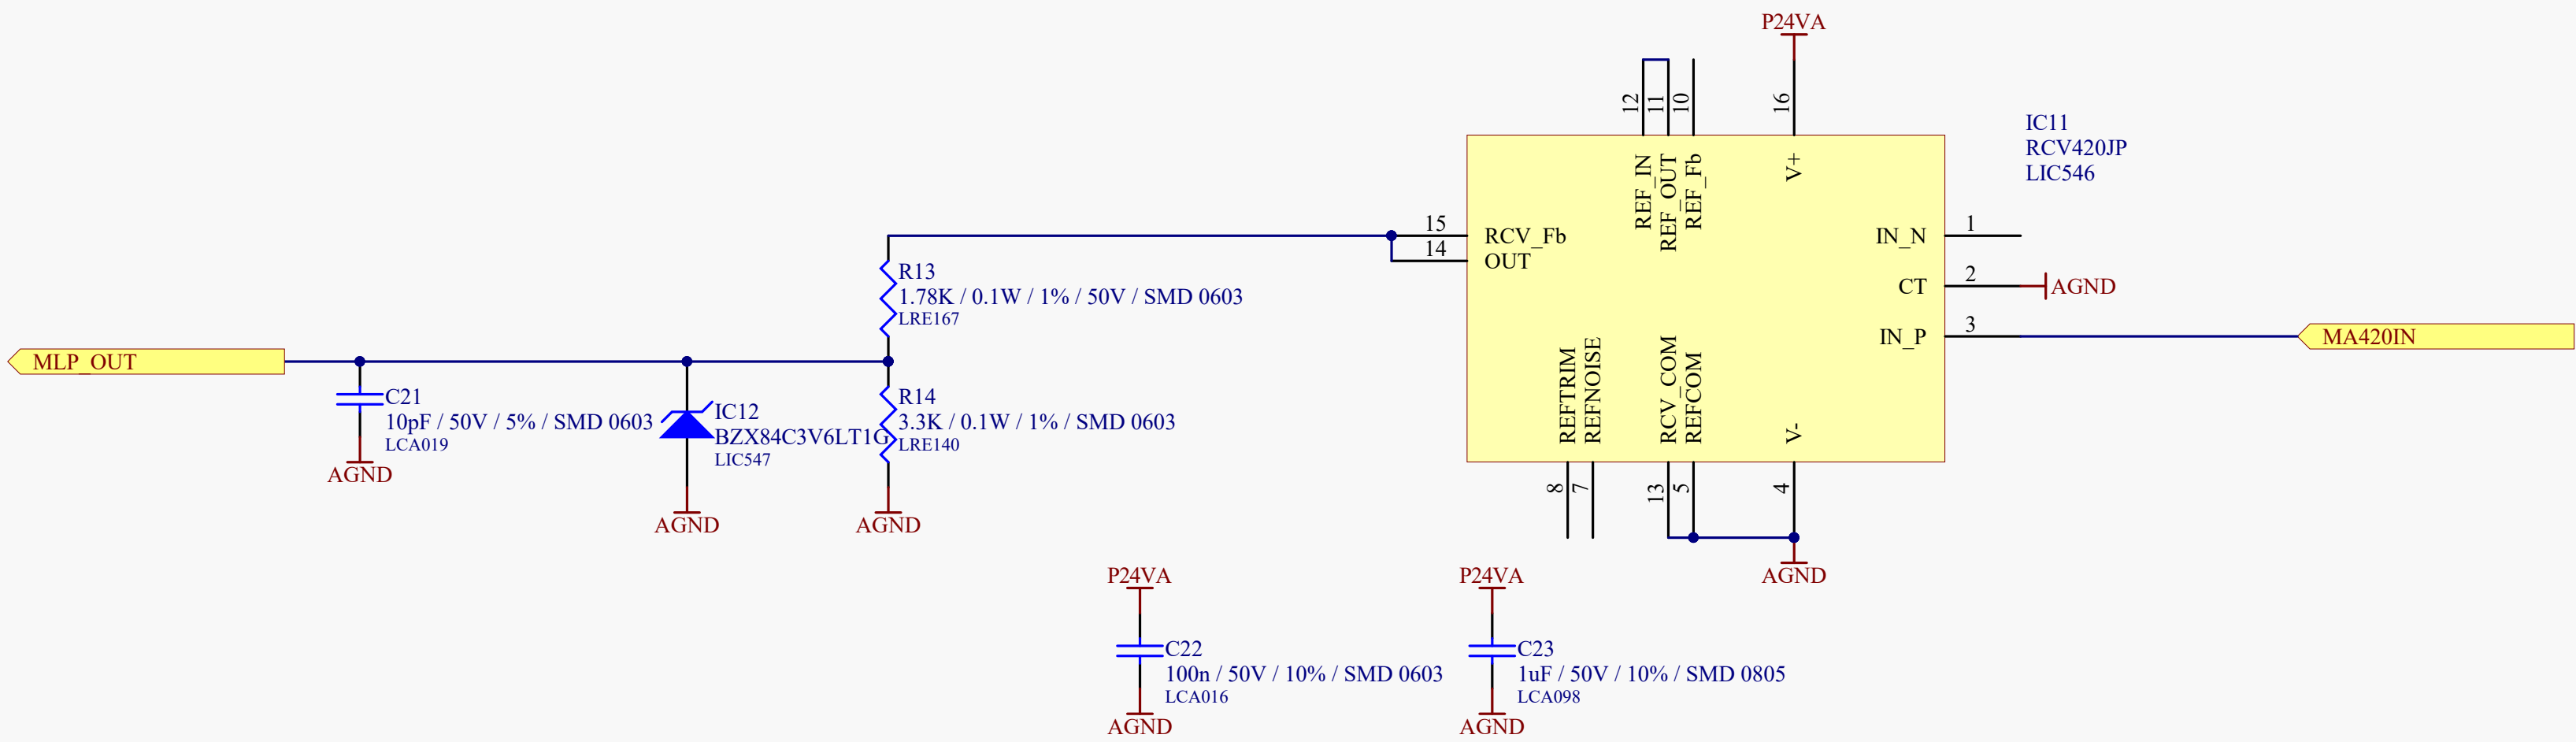 P24VA
12
11
10
16
IC11
RCV420JP
LIC546
REF_IN
REF_OUT
REF_Fb
V+
15
RCV_Fb
14
OUT
IN_N
1
CT
2
AGND
IN_P
3
MA420IN
R13
1.78K / 0.1W / 1% / 50V / SMD 0603
LRE167
MLP_OUT
C21
10pF / 50V / 5% / SMD 0603
LCA019
AGND
IC12
BZX84C3V6LT1G
LIC547
AGND
R14
3.3K / 0.1W / 1% / SMD 0603
LRE140
AGND
REFTRIM
REFNOISE
RCV_COM
REFCOM
V-
8
7
13
5
4
AGND
P24VA
C22
100n / 50V / 10% / SMD 0603
LCA016
AGND
P24VA
C23
1uF / 50V / 10% / SMD 0805
LCA098
AGND